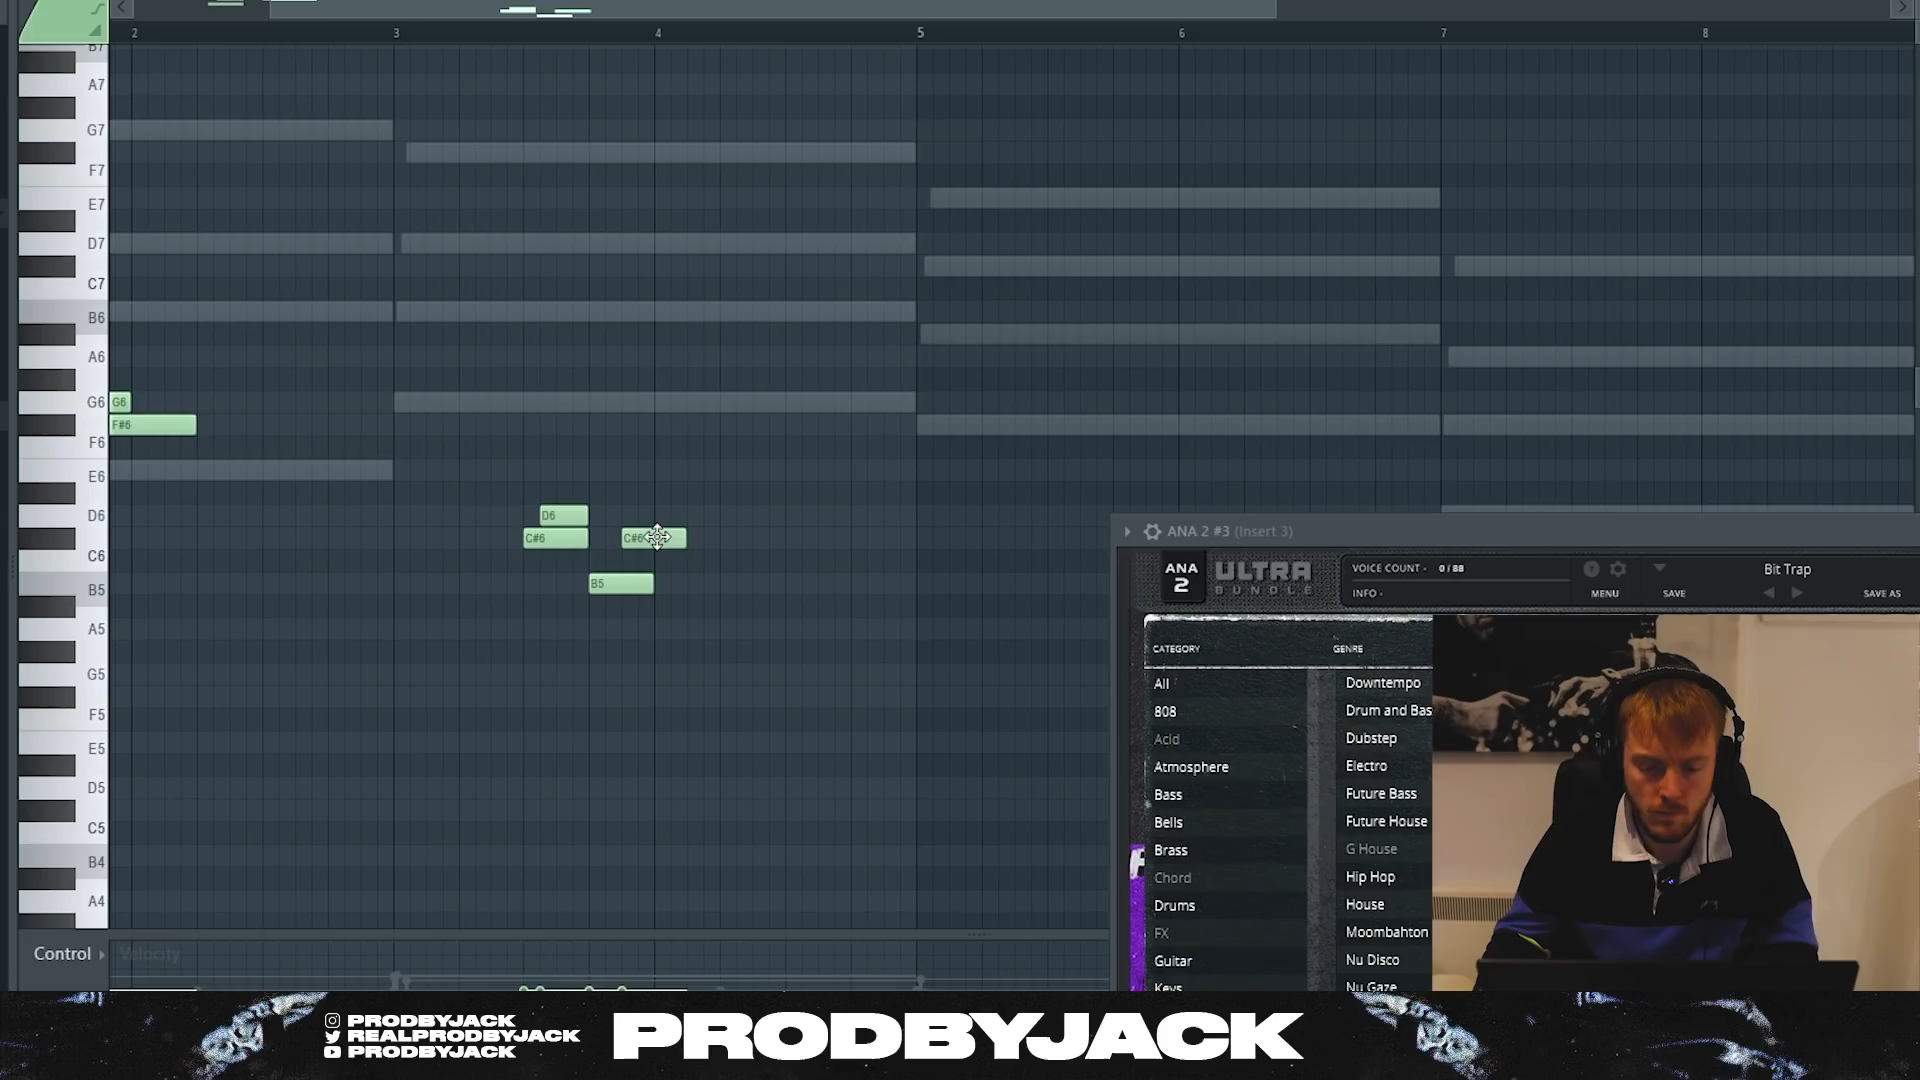 2 3 4 5 6 7 8
B7
A7
G7
F7
E7
D7
C7
B6
A6
G6 G6
F#6
F6
E6
D6 D6
C#6 C#6
C6
B5 B5
A5
G5
F5
E5
D5
C5
B4
A4
Control Velocity
ANA 2 #3 (Insert 3)
ANA 2 ULTRA BUNDLE
VOICE COUNT - 0 / 88
INFO -
? MENU SAVE
Bit Trap
SAVE AS
CATEGORY GENRE
All Downtempo
808 Drum and Bas
Acid Dubstep
Atmosphere Electro
Bass Future Bass
Bells Future House
Brass G House
Chord Hip Hop
Drums House
FX Moombahton
Guitar Nu Disco
Keys Nu Gaze
PRODBYJACK
REALPRODBYJACK
PRODBYJACK
PRODBYJACK